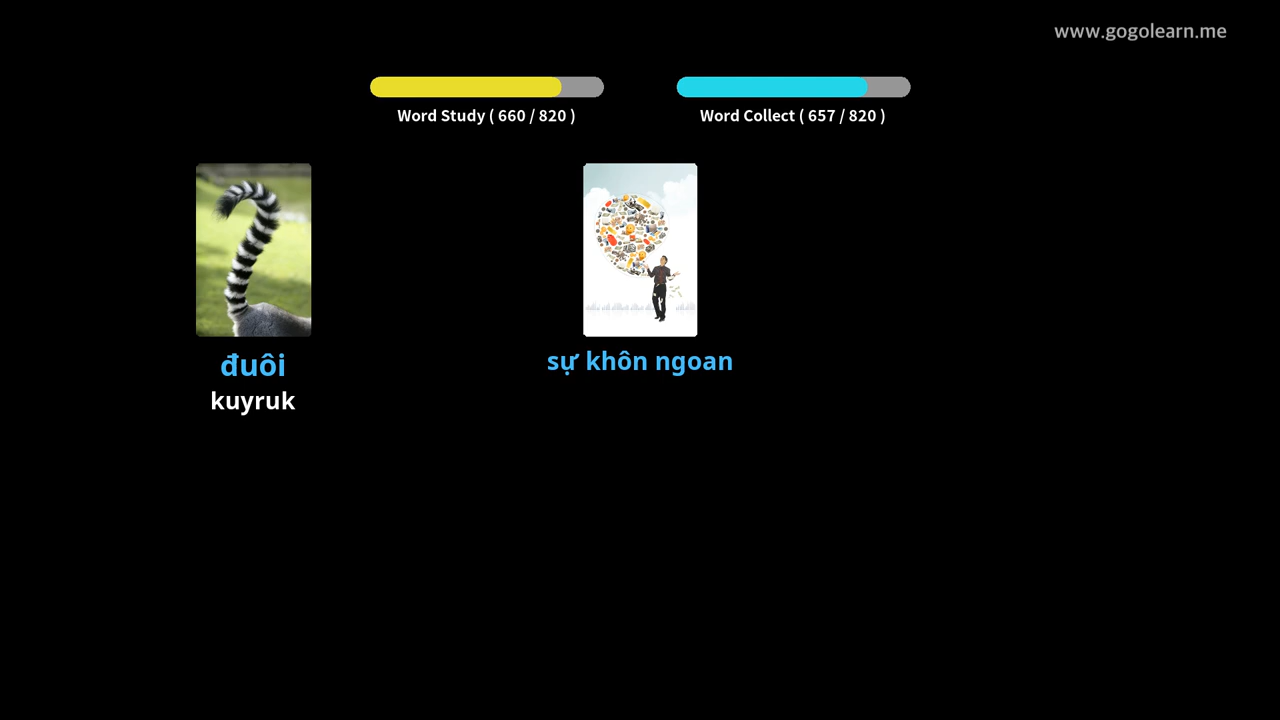 www.gogolearn.me
Word Study ( 660 / 820 )
Word Collect ( 657 / 820 )
đuôi
kuyruk
sự khôn ngoan